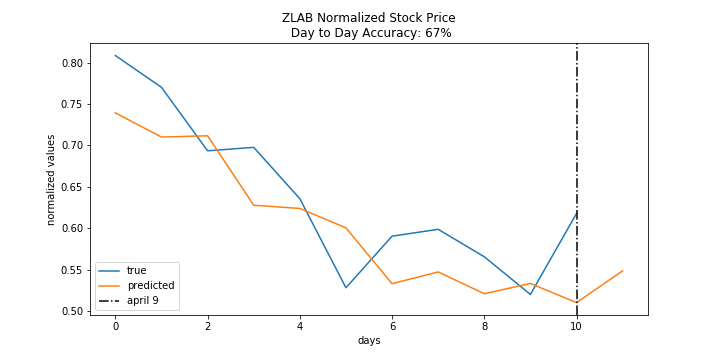 ZLAB Normalized Stock Price
Day to Day Accuracy: 67%
normalized values
0.80
0.75
0.70
0.65
0.60
0.55
0.50
true
predicted
april 9
0 2 4 6 8 10
days